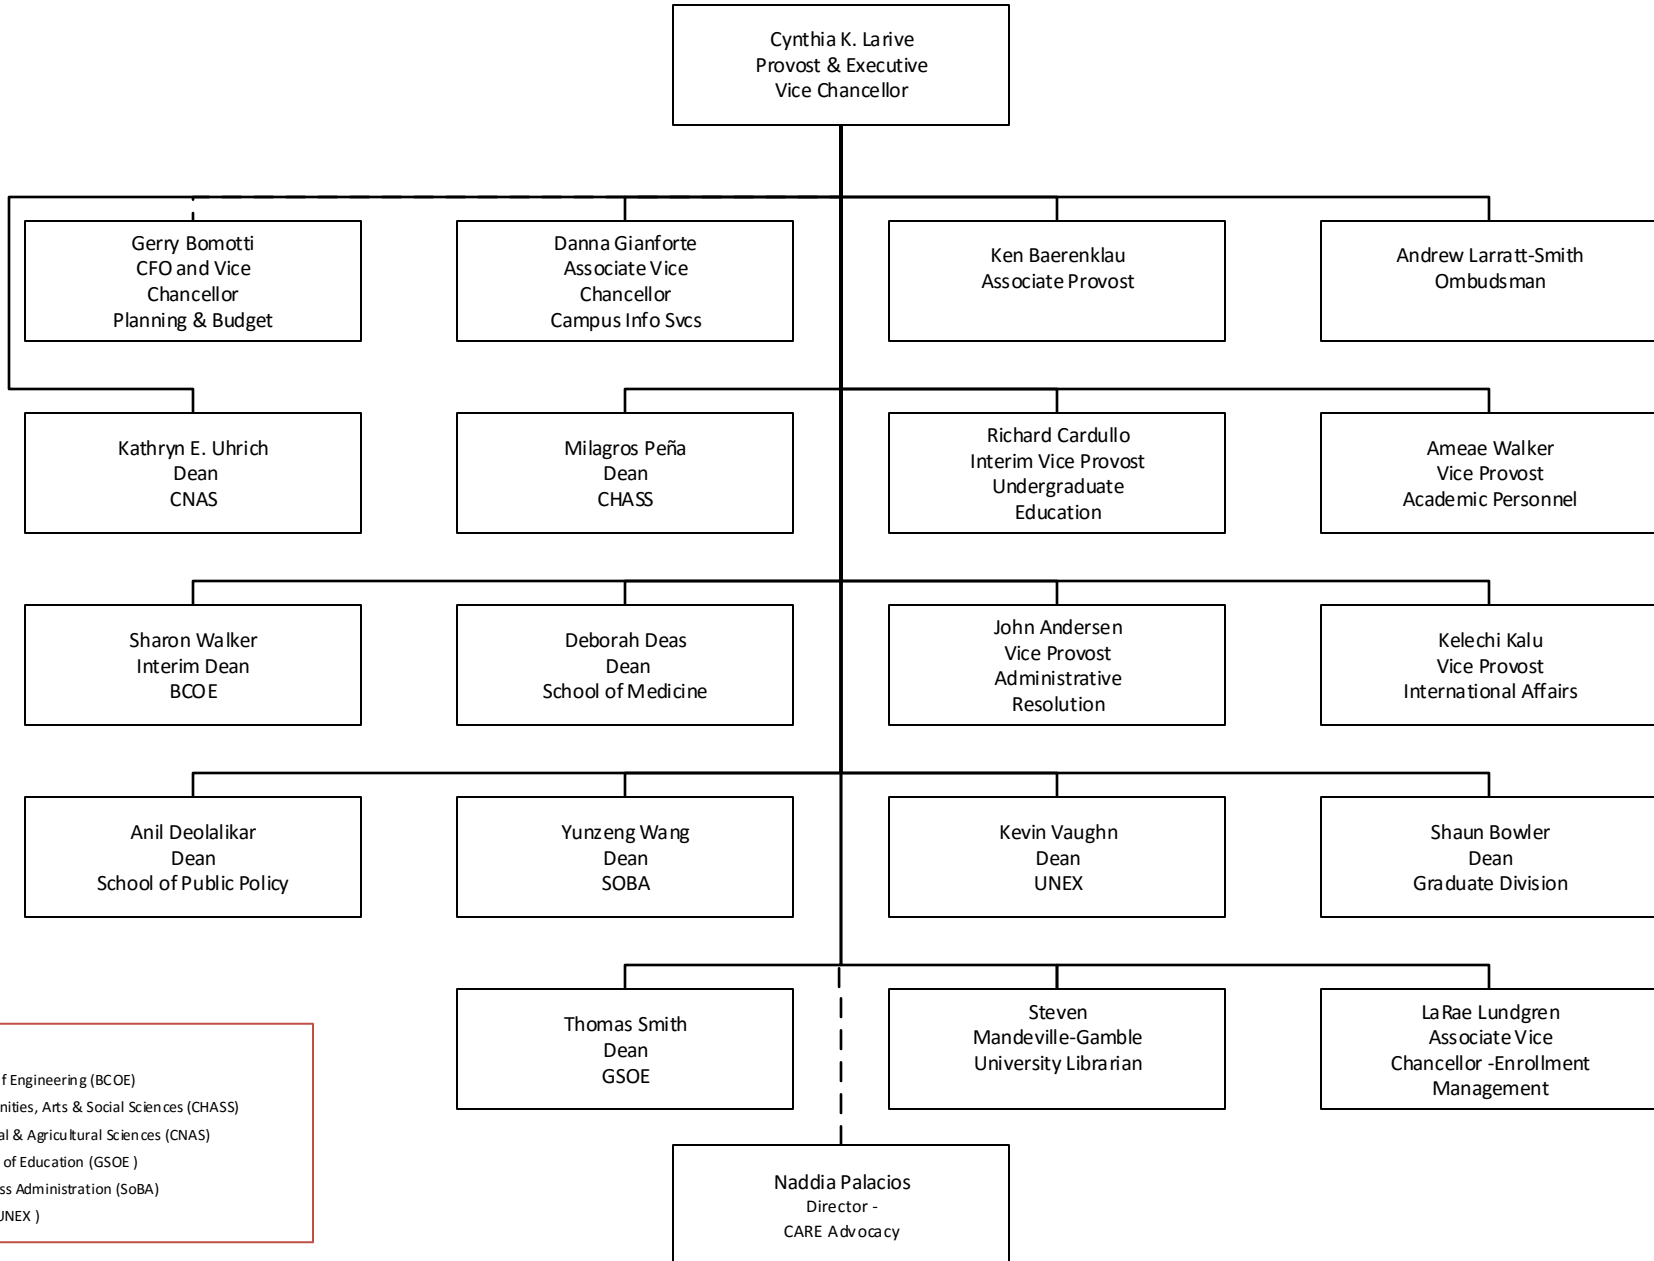 Cynthia K. Larive
Provost & Executive
Vice Chancellor
Gerry Bomotti
CFO and Vice
Chancellor
Planning & Budget
Danna Gianforte
Associate Vice
Chancellor
Campus Info Svcs
Ken Baerenklau
Associate Provost
Andrew Larratt-Smith
Ombudsman
Kathryn E. Uhrich
Dean
CNAS
Milagros Peña
Dean
CHASS
Richard Cardullo
Interim Vice Provost
Undergraduate
Education
Ameae Walker
Vice Provost
Academic Personnel
Sharon Walker
Interim Dean
BCOE
Deborah Deas
Dean
School of Medicine
John Andersen
Vice Provost
Administrative
Resolution
Kelechi Kalu
Vice Provost
International Affairs
Anil Deolalikar
Dean
School of Public Policy
Yunzeng Wang
Dean
SOBA
Kevin Vaughn
Dean
UNEX
Shaun Bowler
Dean
Graduate Division
Thomas Smith
Dean
GSOE
Steven
Mandeville-Gamble
University Librarian
LaRae Lundgren
Associate Vice
Chancellor -Enrollment
Management
Engineering (BCOE)
Arts & Social Sciences (CHASS)
& Agricultural Sciences (CNAS)
of Education (GSOE )
Administration (SoBA)
UNEX )
Naddia Palacios
Director -
CARE Advocacy